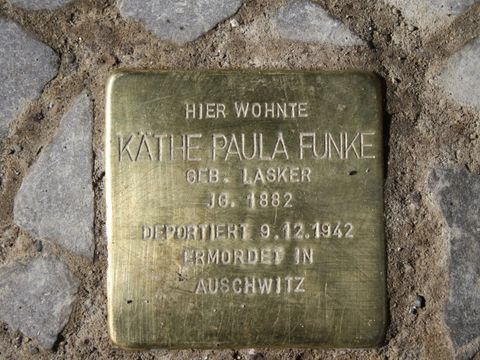 HIER WOHNTE
KÄTHE PAULA FUNKE
GEB. LASKER
JG. 1882
DEPORTIERT 9.12.1942
ERMORDET IN
AUSCHWITZ